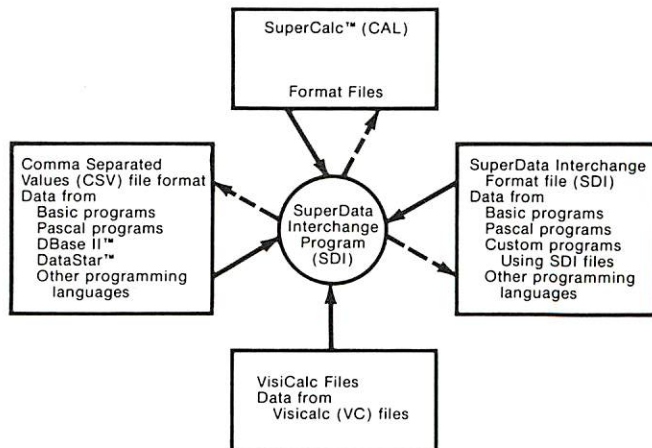 SuperCalc™ (CAL)
Format Files
Comma Separated
Values (CSV) file format
Data from
Basic programs
Pascal programs
DBase II™
DataStar™
Other programming
languages
SuperData
Interchange
Program
(SDI)
SuperData Interchange
Format file (SDI)
Data from
Basic programs
Pascal programs
Custom programs
Using SDI files
Other programming
languages
VisiCalc Files
Data from
Visicalc (VC) files